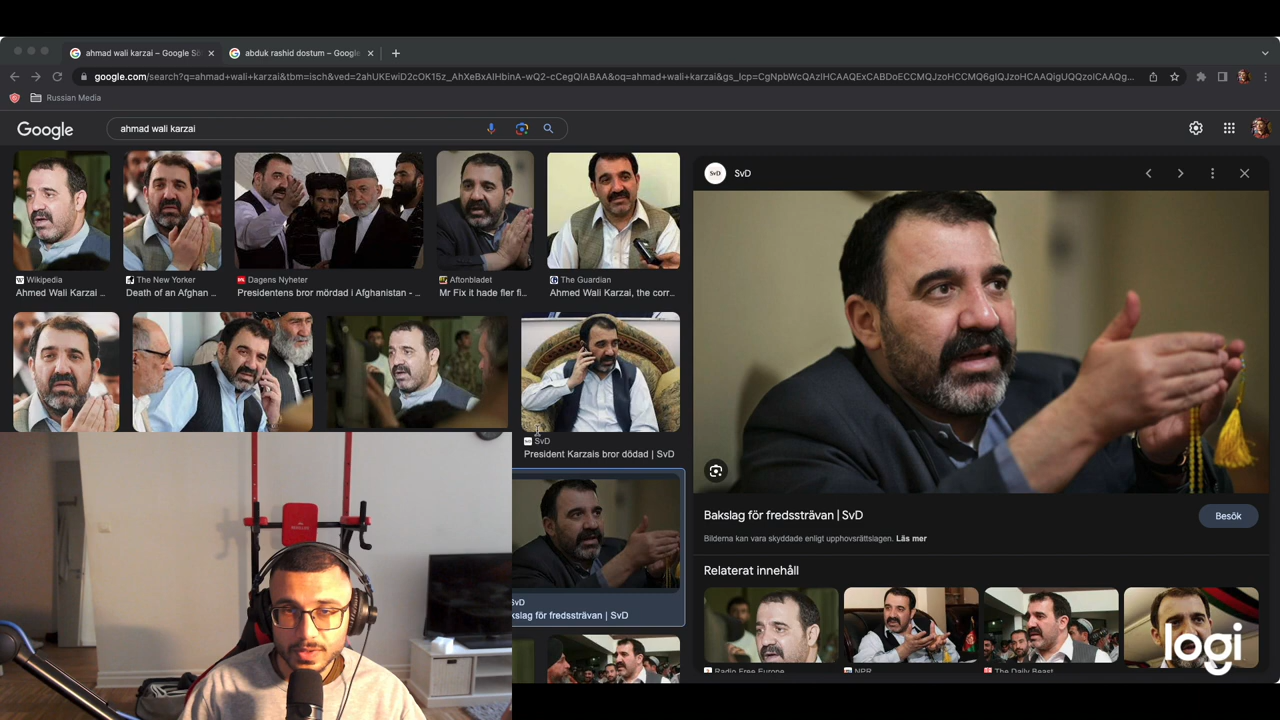 ahmad wali karzai – Google Sö
abduk rashid dostum – Google
google.com/search?q=ahmad+wali+karzai&tbm=isch&ved=2ahUKEwiD2cOK15z_AhXeBxAIHbinA-wQ2-cCegQIABAA&oq=ahmad+wali+karzai&gs_lcp=CgNpbWcQAzIHCAAQExCABDoECCMQJzoHCCMQ6gIQJzoHCAAQigUQQzoICAAQg...
Russian Media
Google
ahmad wali karzai
SvD SvD
Wikipedia
Ahmed Wali Karzai ...
The New Yorker
Death of an Afghan ...
Dagens Nyheter
Presidentens bror mördad i Afghanistan - ...
Aftonbladet
Mr Fix it hade fler fi...
The Guardian
Ahmed Wali Karzai, the corr...
SvD
President Karzais bror dödad | SvD
SvD
kslag för fredssträvan | SvD
Bakslag för fredssträvan | SvD
Besök
Bilderna kan vara skyddade enligt upphovsrättslagen. Läs mer
Relaterat innehåll
Radio Free Europe
NPR
The Daily Beast
logi